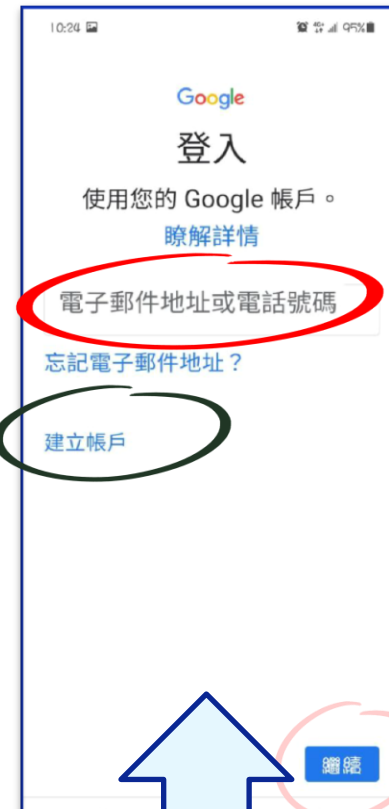 10:24
95%
Google
登入
使用您的 Google 帳戶。
瞭解詳情
電子郵件地址或電話號碼
忘記電子郵件地址？
建立帳戶
繼續